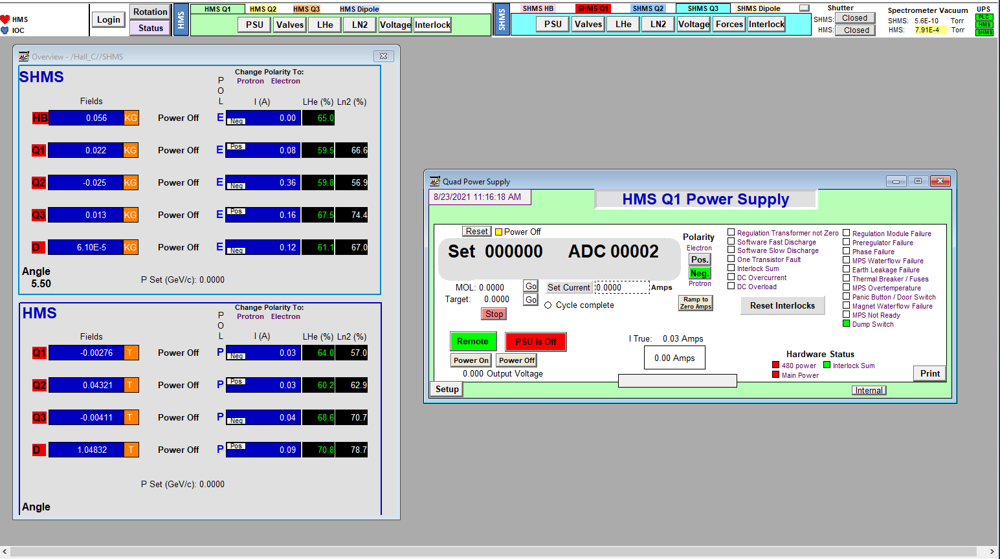 HMS
IOC
Login
Rotation
Status
HMS
HMS Q1 HMS Q2 HMS Q3 HMS Dipole
PSU Valves LHe LN2 Voltage Interlock
SHMS
SHMS HB SHMS Q1 SHMS Q2 SHMS Q3 SHMS Dipole
PSU Valves LHe LN2 Voltage Forces Interlock
Shutter
SHMS: Closed
HMS: Closed
Spectrometer Vacuum
SHMS: 5.6E-10 Torr
HMS: 7.91E-4 Torr
UPS
PLC
HMS
SHMS
Overview - /Hall_C//SHMS
SHMS
Change Polarity To:
Protron Electron
P
O
L
Fields I (A) LHe (%) Ln2 (%)
HB 0.056 KG Power Off E Neg 0.00 65.0
Q1 0.022 KG Power Off E Pos 0.08 59.5 66.6
Q2 -0.025 KG Power Off E Neg 0.36 59.8 56.9
Q3 0.013 KG Power Off E Pos 0.16 67.5 74.4
D 6.10E-5 KG Power Off E Neg 0.12 61.1 67.0
Angle
5.50
P Set (GeV/c): 0.0000
HMS
Change Polarity To:
Protron Electron
P
O
L
Fields I (A) LHe (%) Ln2 (%)
Q1 -0.00276 T Power Off P Neg 0.03 64.0 57.0
Q2 0.04321 T Power Off P Pos 0.03 60.2 62.9
Q3 -0.00411 T Power Off P Neg 0.04 68.6 70.7
D 1.04832 T Power Off P Pos 0.09 70.8 78.7
P Set (GeV/c): 0.0000
Angle
Quad Power Supply
8/23/2021 11:16:18 AM
HMS Q1 Power Supply
Reset Power Off
Set 000000 ADC 00002
MOL: 0.0000 Go Set Current 0.0000 Amps
Target: 0.0000 Go Cycle complete
Stop
Polarity
Electron
Pos.
Neg.
Protron
Ramp to
Zero Amps
Regulation Transformer not Zero
Software Fast Discharge
Software Slow Discharge
One Transistor Fault
Interlock Sum
DC Overcurrent
DC Overload
Reset Interlocks
Regulation Module Failure
Preregulator Failure
Phase Failure
MPS Waterflow Failure
Earth Leakage Failure
Thermal Breaker / Fuses
MPS Overtemperature
Panic Button / Door Switch
Magnet Waterflow Failure
MPS Not Ready
Dump Switch
Remote PSU is Off
Power On Power Off
0.000 Output Voltage
I True: 0.03 Amps
0.00 Amps
Hardware Status
480 power Interlock Sum
Main Power
Print
Setup
Internal